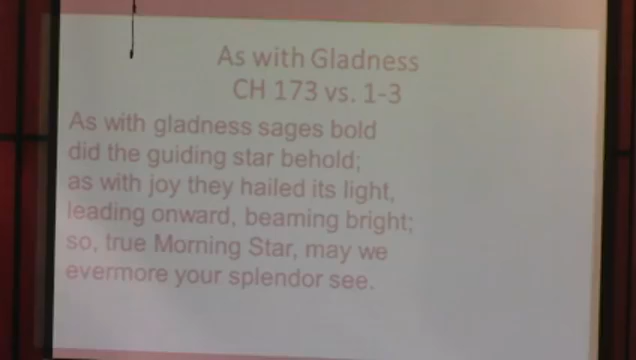 As with Gladness
CH 173 vs. 1-3
As with gladness sages bold
did the guiding star behold;
as with joy they hailed its light,
leading onward, beaming bright;
so, true Morning Star, may we
evermore your splendor see.